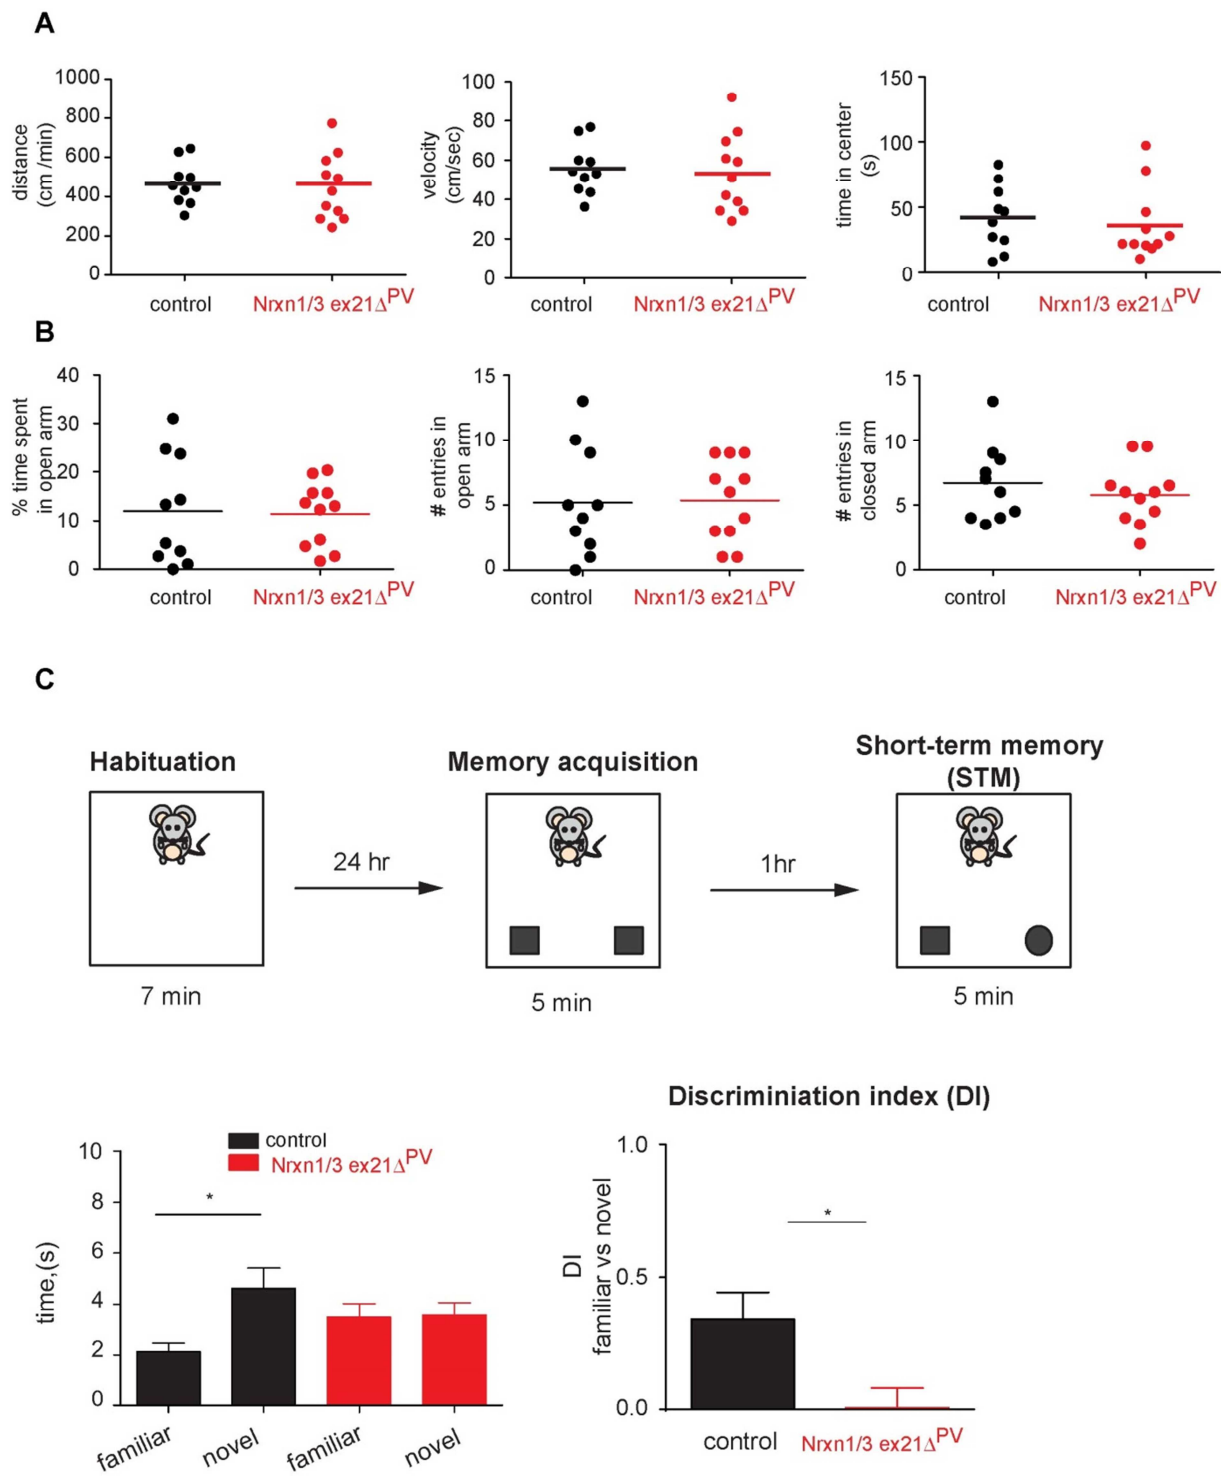 A
1000
800
600
400
200
0
distance
(cm /min)
control
Nrxn1/3 ex21Δ^PV
100
80
60
40
20
0
velocity
(cm/sec)
control
Nrxn1/3 ex21Δ^PV
150
100
50
0
time in center
(s)
control
Nrxn1/3 ex21Δ^PV
B
40
30
20
10
0
% time spent
in open arm
control
Nrxn1/3 ex21Δ^PV
15
10
5
0
# entries in
open arm
control
Nrxn1/3 ex21Δ^PV
15
10
5
0
# entries in
closed arm
control
Nrxn1/3 ex21Δ^PV
C
Habituation
7 min
24 hr
Memory acquisition
5 min
1hr
Short-term memory
(STM)
5 min
control
Nrxn1/3 ex21Δ^PV
10
8
6
4
2
0
time,(s)
*
familiar
novel
familiar
novel
Discriminiation index (DI)
1.0
0.5
0.0
DI
familiar vs novel
*
control
Nrxn1/3 ex21Δ^PV